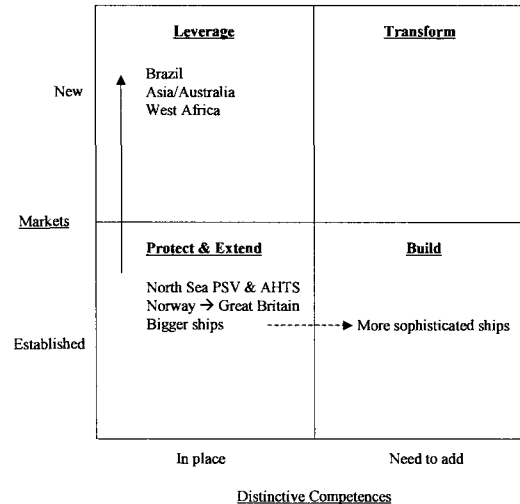 Leverage
Transform
Brazil
Asia/Australia
West Africa
New
Markets
Protect & Extend
Build
North Sea PSV & AHTS
Norway → Great Britain
Bigger ships
More sophisticated ships
Established
In place
Need to add
Distinctive Competences